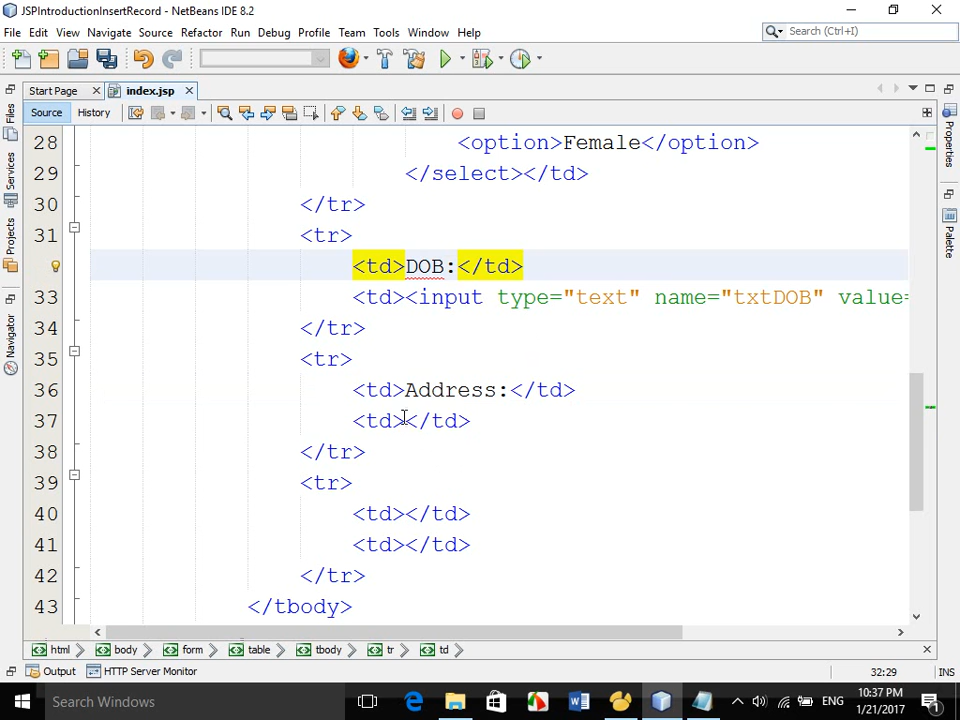 JSPIntroductionInsertRecord - NetBeans IDE 8.2
File Edit View Navigate Source Refactor Run Debug Profile Team Tools Window Help
Search (Ctrl+I)
Start Page index.jsp
Source History
Files
Services
Projects
Navigator
Properties
Palette
28 <option>Female</option>
29 </select></td>
30 </tr>
31 <tr>
<td>DOB:</td>
33 <td><input type="text" name="txtDOB" value=
34 </tr>
35 <tr>
36 <td>Address:</td>
37 <td></td>
38 </tr>
39 <tr>
40 <td></td>
41 <td></td>
42 </tr>
43 </tbody>
html body form table tbody tr td
Output HTTP Server Monitor
32:29 INS
Search Windows
ENG
10:37 PM
1/21/2017
1